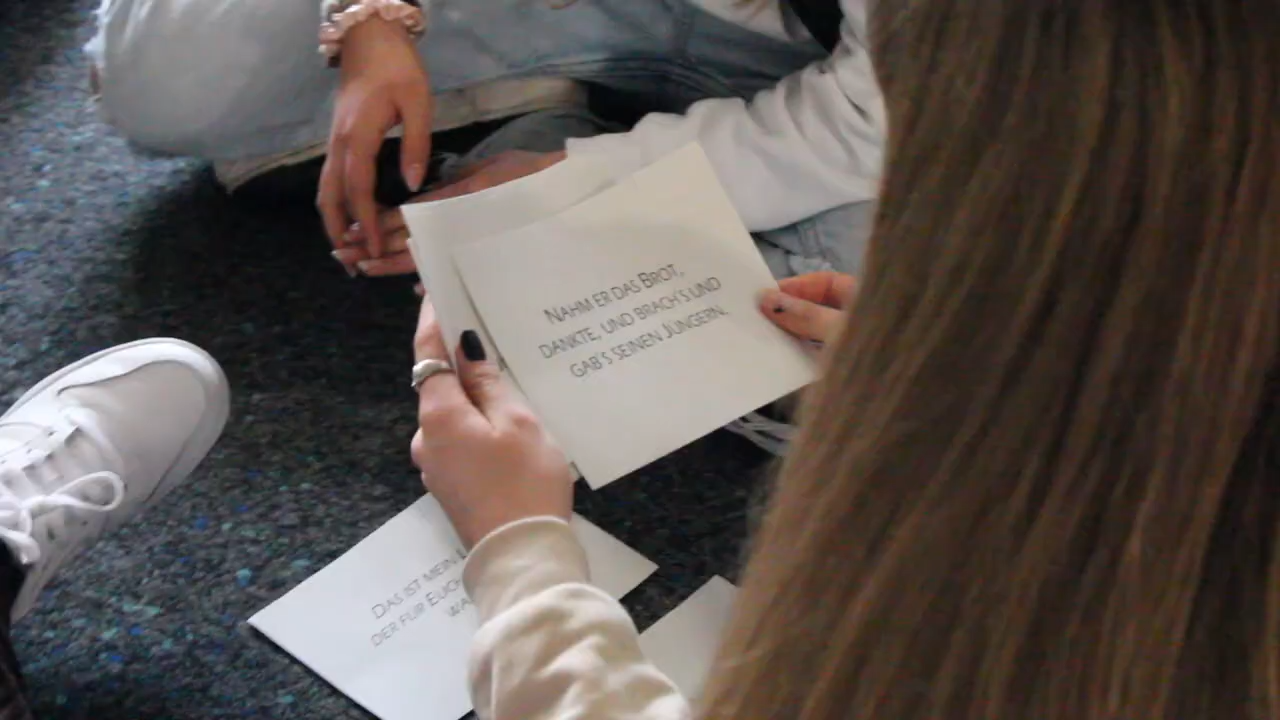 NAHM ER DAS BROT,
DANKTE, UND BRACH'S UND
GAB'S SEINEN JÜNGERN.
DAS IST MEIN
DER FÜR EUCH